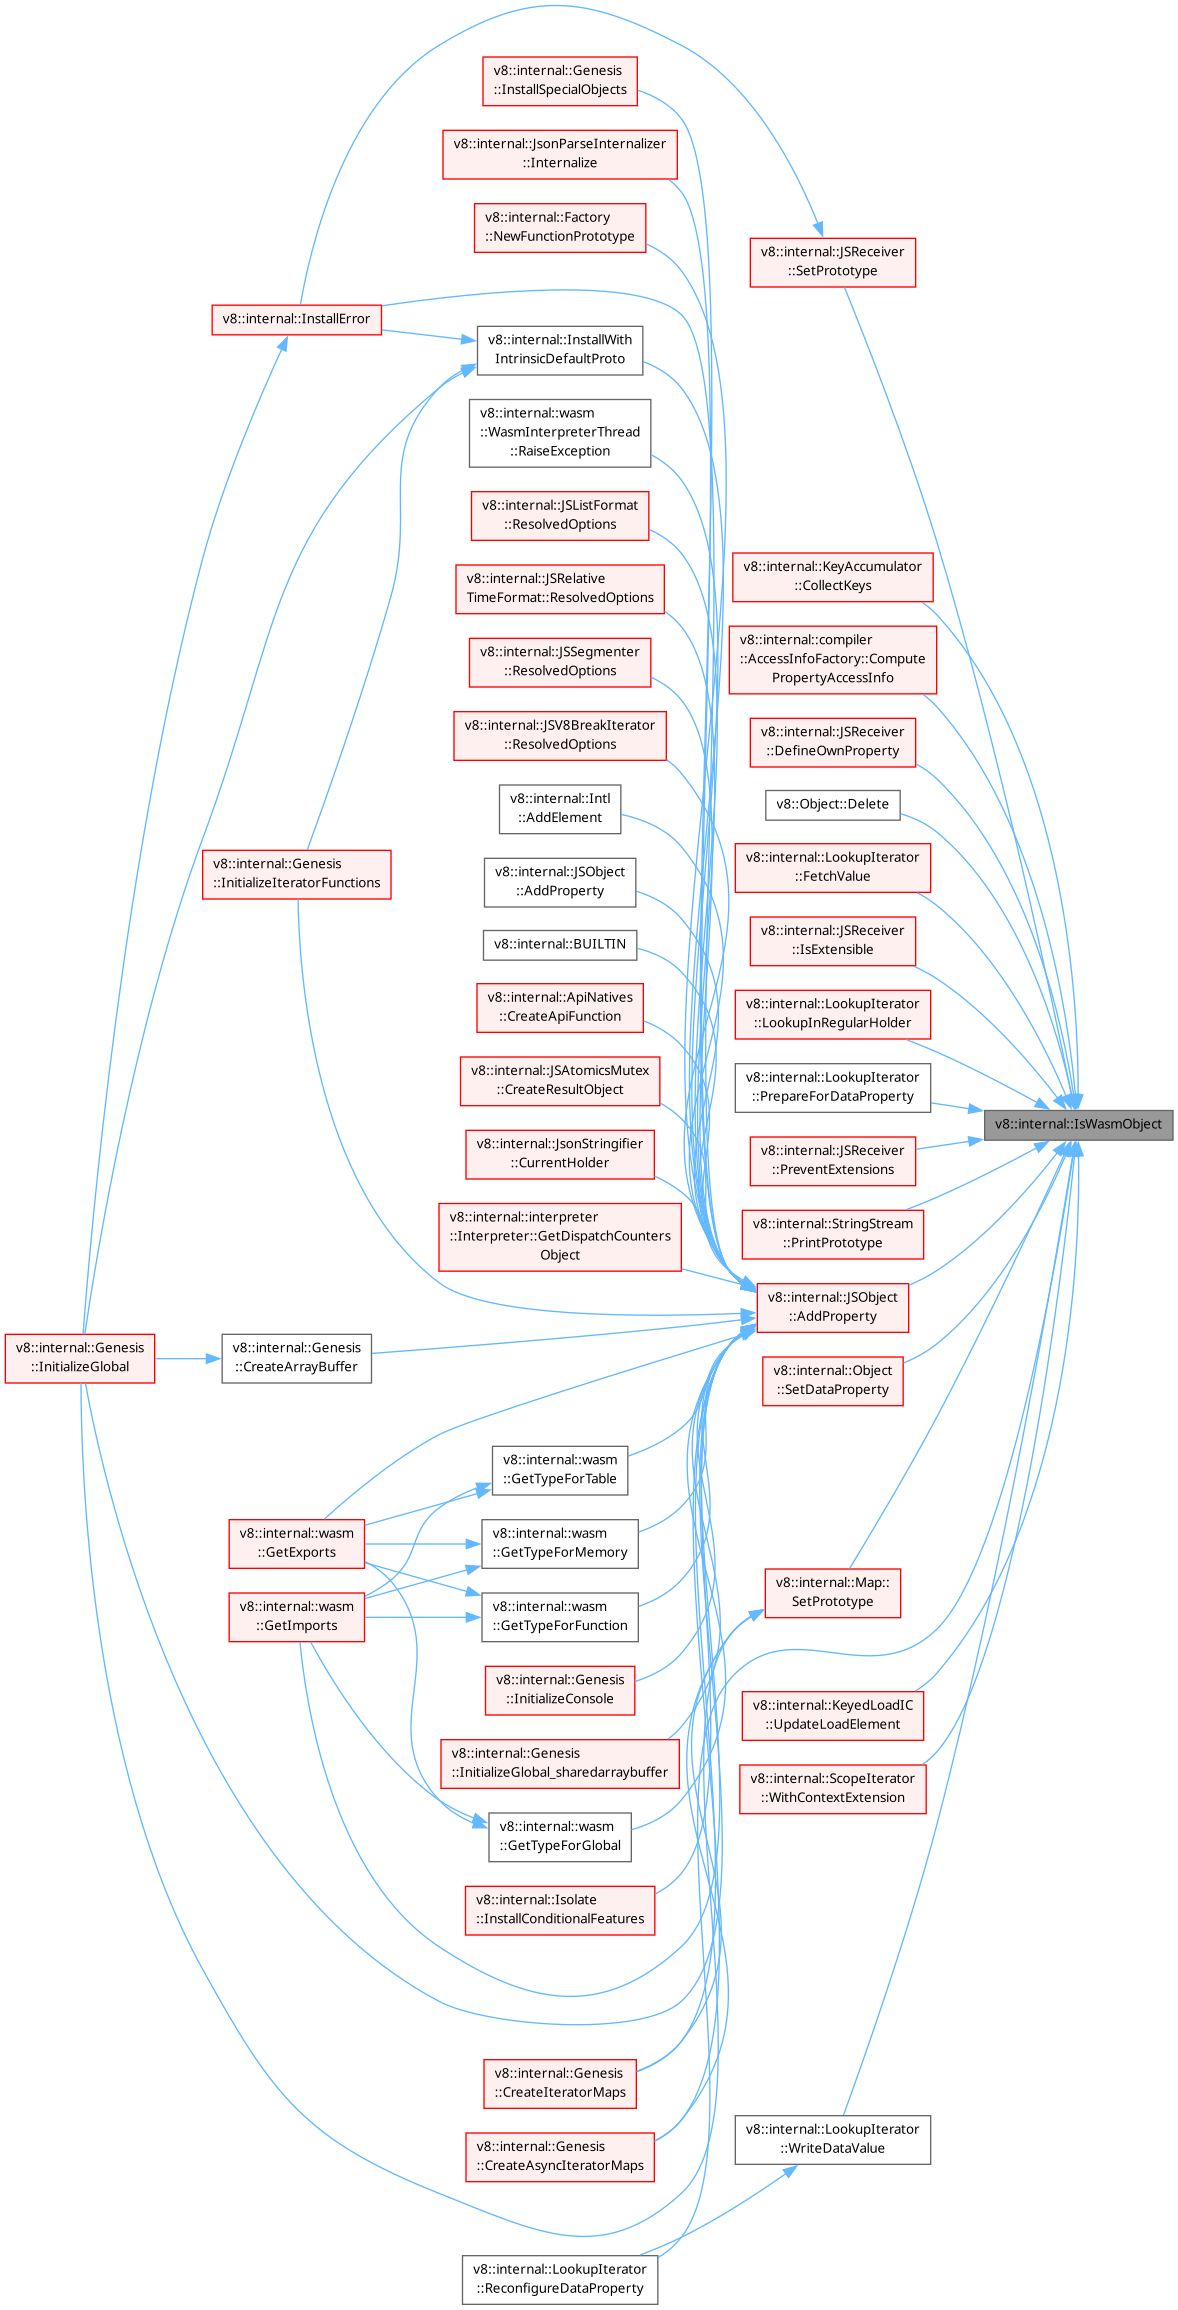 v8::internal::Genesis
::InstallSpecialObjects
v8::internal::JsonParseInternalizer
::Internalize
v8::internal::Factory
::NewFunctionPrototype
v8::internal::JSReceiver
::SetPrototype
v8::internal::InstallError
v8::internal::InstallWith
IntrinsicDefaultProto
v8::internal::wasm
::WasmInterpreterThread
::RaiseException
v8::internal::JSListFormat
::ResolvedOptions
v8::internal::KeyAccumulator
::CollectKeys
v8::internal::JSRelative
TimeFormat::ResolvedOptions
v8::internal::compiler
::AccessInfoFactory::Compute
PropertyAccessInfo
v8::internal::JSSegmenter
::ResolvedOptions
v8::internal::JSV8BreakIterator
::ResolvedOptions
v8::internal::JSReceiver
::DefineOwnProperty
v8::internal::Intl
::AddElement
v8::Object::Delete
v8::internal::Genesis
::InitializeIteratorFunctions
v8::internal::JSObject
::AddProperty
v8::internal::LookupIterator
::FetchValue
v8::internal::BUILTIN
v8::internal::JSReceiver
::IsExtensible
v8::internal::ApiNatives
::CreateApiFunction
v8::internal::LookupIterator
::LookupInRegularHolder
v8::internal::JSAtomicsMutex
::CreateResultObject
v8::internal::LookupIterator
::PrepareForDataProperty
v8::internal::IsWasmObject
v8::internal::JsonStringifier
::CurrentHolder
v8::internal::JSReceiver
::PreventExtensions
v8::internal::interpreter
::Interpreter::GetDispatchCounters
Object
v8::internal::StringStream
::PrintPrototype
v8::internal::JSObject
::AddProperty
v8::internal::Genesis
::InitializeGlobal
v8::internal::Genesis
::CreateArrayBuffer
v8::internal::Object
::SetDataProperty
v8::internal::wasm
::GetTypeForTable
v8::internal::wasm
::GetExports
v8::internal::wasm
::GetTypeForMemory
v8::internal::wasm
::GetImports
v8::internal::wasm
::GetTypeForFunction
v8::internal::Map::
SetPrototype
v8::internal::Genesis
::InitializeConsole
v8::internal::KeyedLoadIC
::UpdateLoadElement
v8::internal::Genesis
::InitializeGlobal_sharedarraybuffer
v8::internal::ScopeIterator
::WithContextExtension
v8::internal::wasm
::GetTypeForGlobal
v8::internal::Isolate
::InstallConditionalFeatures
v8::internal::Genesis
::CreateIteratorMaps
v8::internal::LookupIterator
::WriteDataValue
v8::internal::Genesis
::CreateAsyncIteratorMaps
v8::internal::LookupIterator
::ReconfigureDataProperty